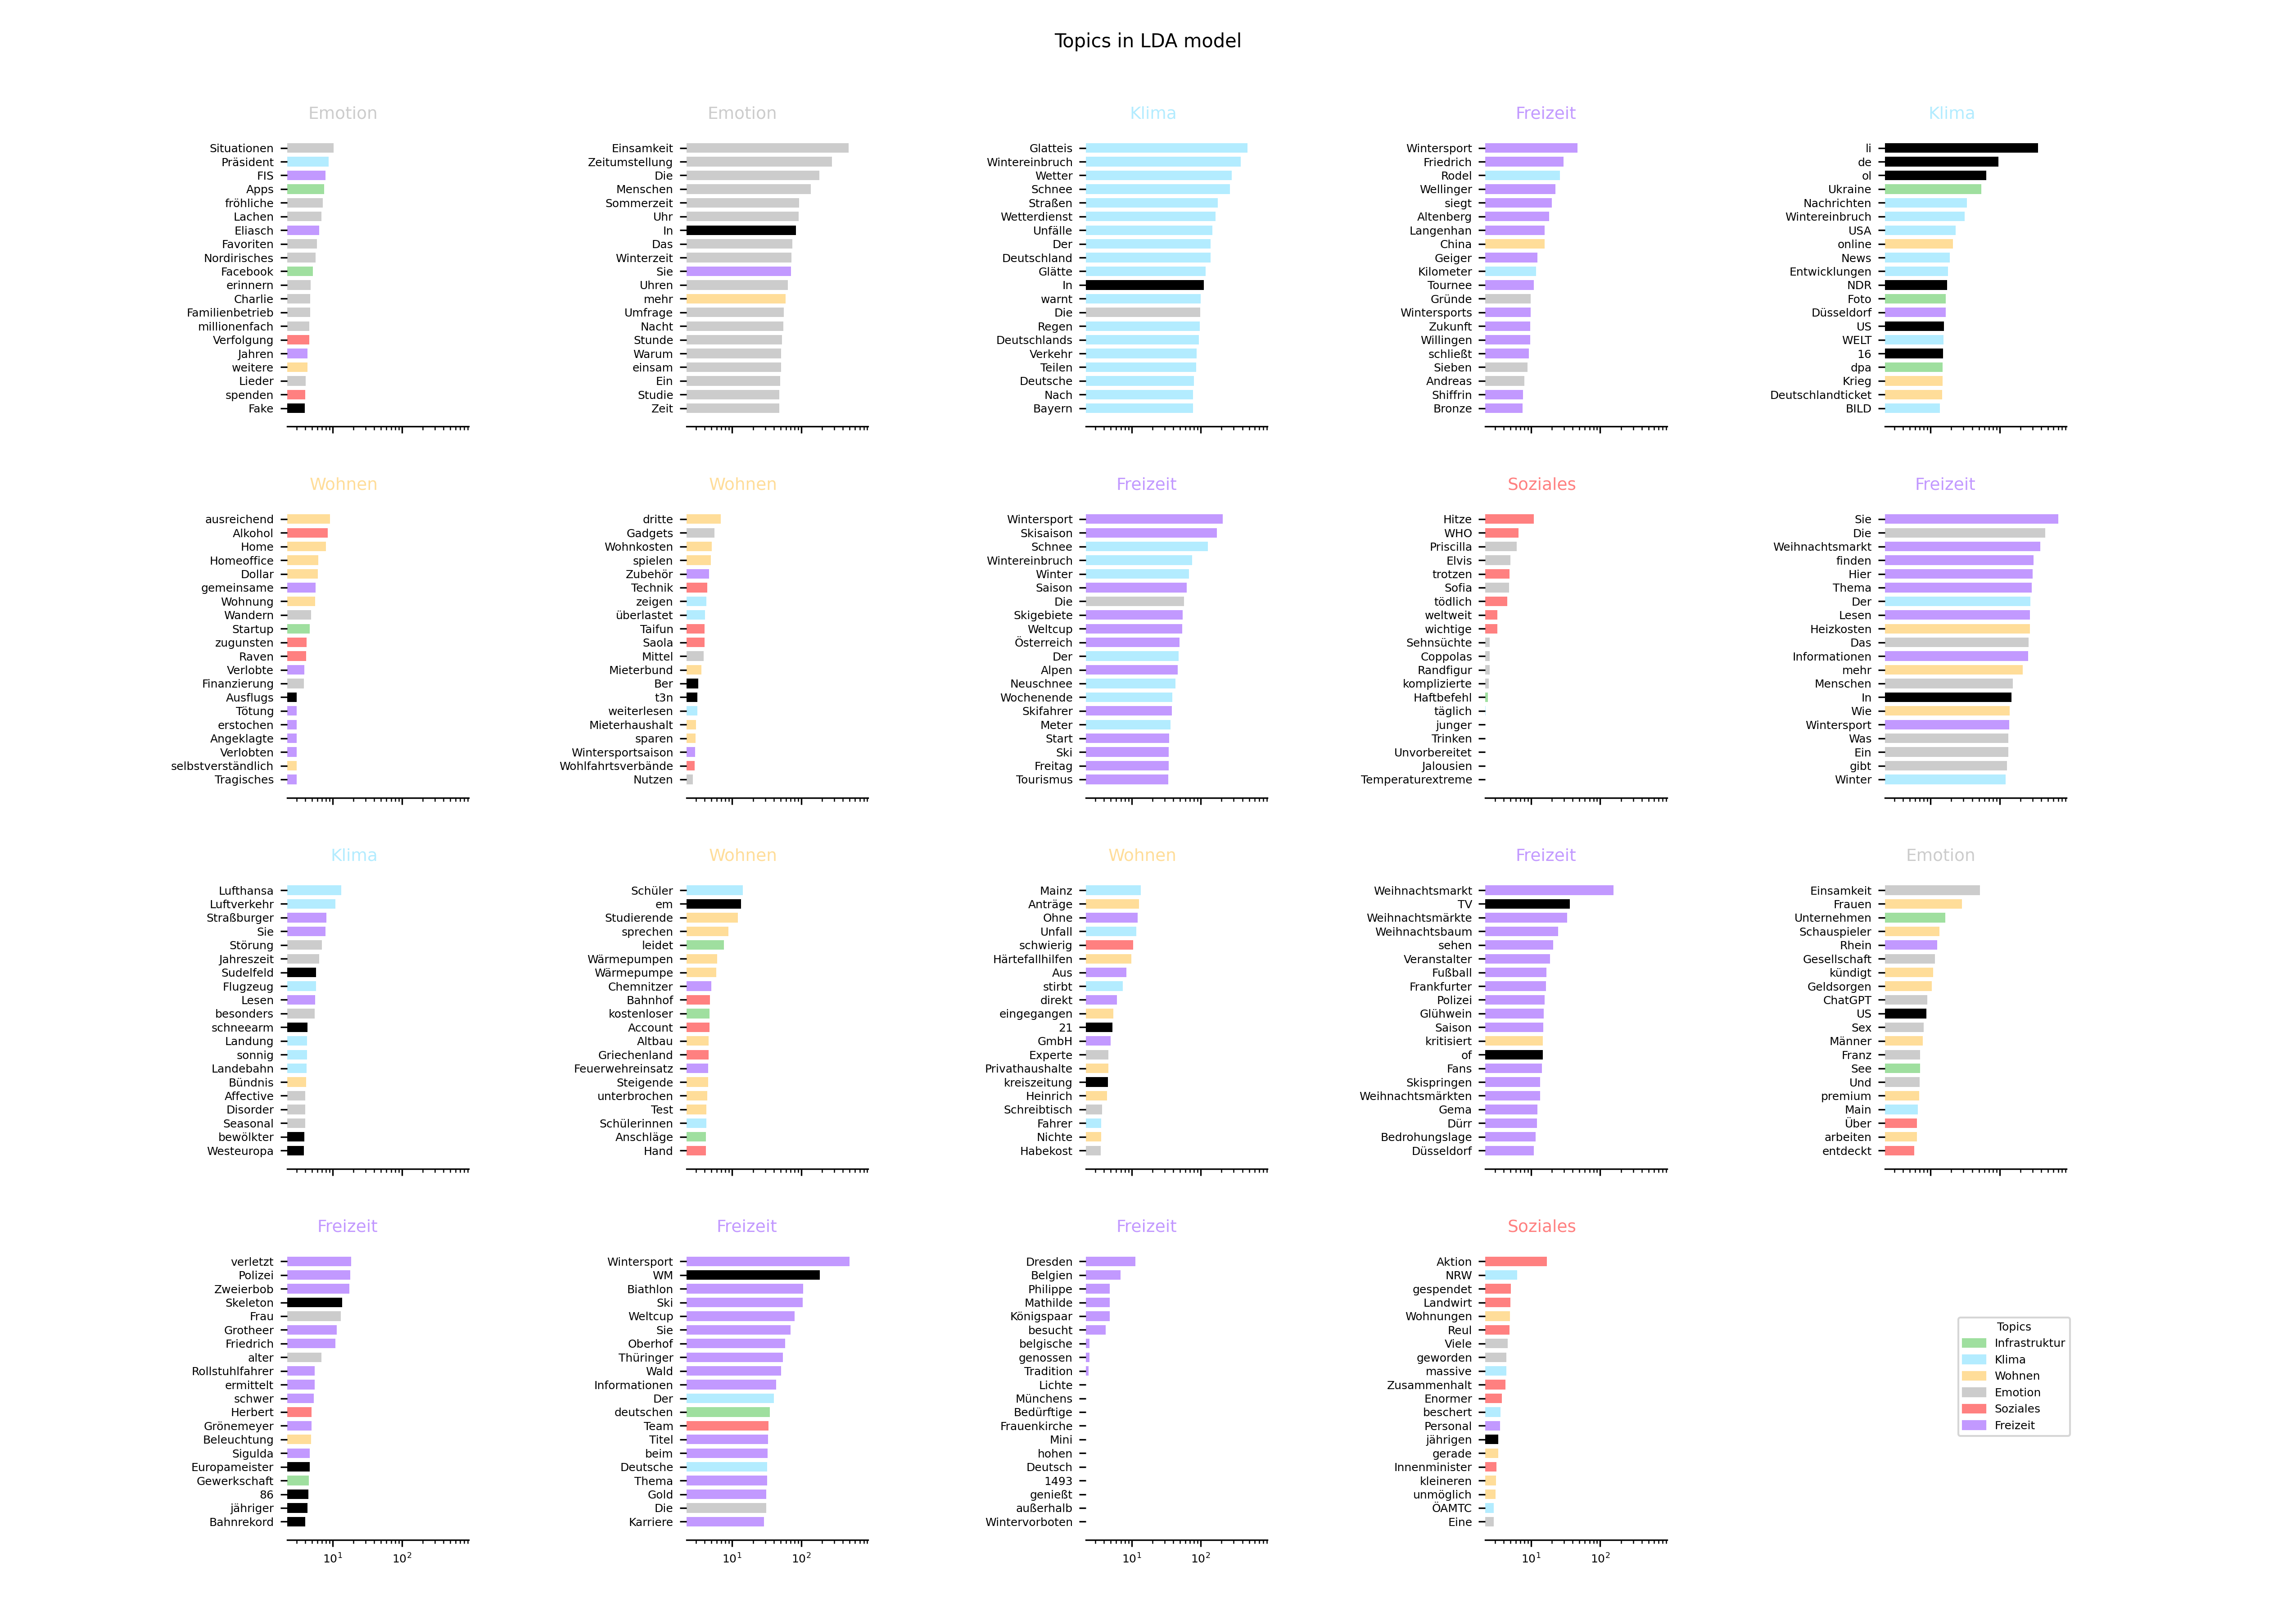 Topics in LDA model
Emotion
Situationen
Präsident
FIS
Apps
fröhliche
Lachen
Eliasch
Favoriten
Nordirisches
Facebook
erinnern
Charlie
Familienbetrieb
millionenfach
Verfolgung
Jahren
weitere
Lieder
spenden
Fake
Emotion
Einsamkeit
Zeitumstellung
Die
Menschen
Sommerzeit
Uhr
In
Das
Winterzeit
Sie
Uhren
mehr
Umfrage
Nacht
Stunde
Warum
einsam
Ein
Studie
Zeit
Klima
Glatteis
Wintereinbruch
Wetter
Schnee
Straßen
Wetterdienst
Unfälle
Der
Deutschland
Glätte
In
warnt
Die
Regen
Deutschlands
Verkehr
Teilen
Deutsche
Nach
Bayern
Freizeit
Wintersport
Friedrich
Rodel
Wellinger
siegt
Altenberg
Langenhan
China
Geiger
Kilometer
Tournee
Gründe
Wintersports
Zukunft
Willingen
schließt
Sieben
Andreas
Shiffrin
Bronze
Klima
li
de
ol
Ukraine
Nachrichten
Wintereinbruch
USA
online
News
Entwicklungen
NDR
Foto
Düsseldorf
US
WELT
16
dpa
Krieg
Deutschlandticket
BILD
Wohnen
ausreichend
Alkohol
Home
Homeoffice
Dollar
gemeinsame
Wohnung
Wandern
Startup
zugunsten
Raven
Verlobte
Finanzierung
Ausflugs
Tötung
erstochen
Angeklagte
Verlobten
selbstverständlich
Tragisches
Wohnen
dritte
Gadgets
Wohnkosten
spielen
Zubehör
Technik
zeigen
überlastet
Taifun
Saola
Mittel
Mieterbund
Ber
t3n
weiterlesen
Mieterhaushalt
sparen
Wintersportsaison
Wohlfahrtsverbände
Nutzen
Freizeit
Wintersport
Skisaison
Schnee
Wintereinbruch
Winter
Saison
Die
Skigebiete
Weltcup
Österreich
Der
Alpen
Neuschnee
Wochenende
Skifahrer
Meter
Start
Ski
Freitag
Tourismus
Soziales
Hitze
WHO
Priscilla
Elvis
trotzen
Sofia
tödlich
weltweit
wichtige
Sehnsüchte
Coppolas
Randfigur
komplizierte
Haftbefehl
täglich
junger
Trinken
Unvorbereitet
Jalousien
Temperaturextreme
Freizeit
Sie
Die
Weihnachtsmarkt
finden
Hier
Thema
Der
Lesen
Heizkosten
Das
Informationen
mehr
Menschen
In
Wie
Wintersport
Was
Ein
gibt
Winter
Klima
Lufthansa
Luftverkehr
Straßburger
Sie
Störung
Jahreszeit
Sudelfeld
Flugzeug
Lesen
besonders
schneearm
Landung
sonnig
Landebahn
Bündnis
Affective
Disorder
Seasonal
bewölkter
Westeuropa
Wohnen
Schüler
em
Studierende
sprechen
leidet
Wärmepumpen
Wärmepumpe
Chemnitzer
Bahnhof
kostenloser
Account
Altbau
Griechenland
Feuerwehreinsatz
Steigende
unterbrochen
Test
Schülerinnen
Anschläge
Hand
Wohnen
Mainz
Anträge
Ohne
Unfall
schwierig
Härtefallhilfen
Aus
stirbt
direkt
eingegangen
21
GmbH
Experte
Privathaushalte
kreiszeitung
Heinrich
Schreibtisch
Fahrer
Nichte
Habekost
Freizeit
Weihnachtsmarkt
TV
Weihnachtsmärkte
Weihnachtsbaum
sehen
Veranstalter
Fußball
Frankfurter
Polizei
Glühwein
Saison
kritisiert
of
Fans
Skispringen
Weihnachtsmärkten
Gema
Dürr
Bedrohungslage
Düsseldorf
Emotion
Einsamkeit
Frauen
Unternehmen
Schauspieler
Rhein
Gesellschaft
kündigt
Geldsorgen
ChatGPT
US
Sex
Männer
Franz
See
Und
premium
Main
Über
arbeiten
entdeckt
Freizeit
verletzt
Polizei
Zweierbob
Skeleton
Frau
Grotheer
Friedrich
alter
Rollstuhlfahrer
ermittelt
schwer
Herbert
Grönemeyer
Beleuchtung
Sigulda
Europameister
Gewerkschaft
86
jähriger
Bahnrekord
10¹ 10²
Freizeit
Wintersport
WM
Biathlon
Ski
Weltcup
Sie
Oberhof
Thüringer
Wald
Informationen
Der
deutschen
Team
Titel
beim
Deutsche
Thema
Gold
Die
Karriere
10¹ 10²
Freizeit
Dresden
Belgien
Philippe
Mathilde
Königspaar
besucht
belgische
genossen
Tradition
Lichte
Münchens
Bedürftige
Frauenkirche
Mini
hohen
Deutsch
1493
genießt
außerhalb
Wintervorboten
10¹ 10²
Soziales
Aktion
NRW
gespendet
Landwirt
Wohnungen
Reul
Viele
geworden
massive
Zusammenhalt
Enormer
beschert
Personal
jährigen
gerade
Innenminister
kleineren
unmöglich
ÖAMTC
Eine
10¹ 10²
Topics
Infrastruktur
Klima
Wohnen
Emotion
Soziales
Freizeit